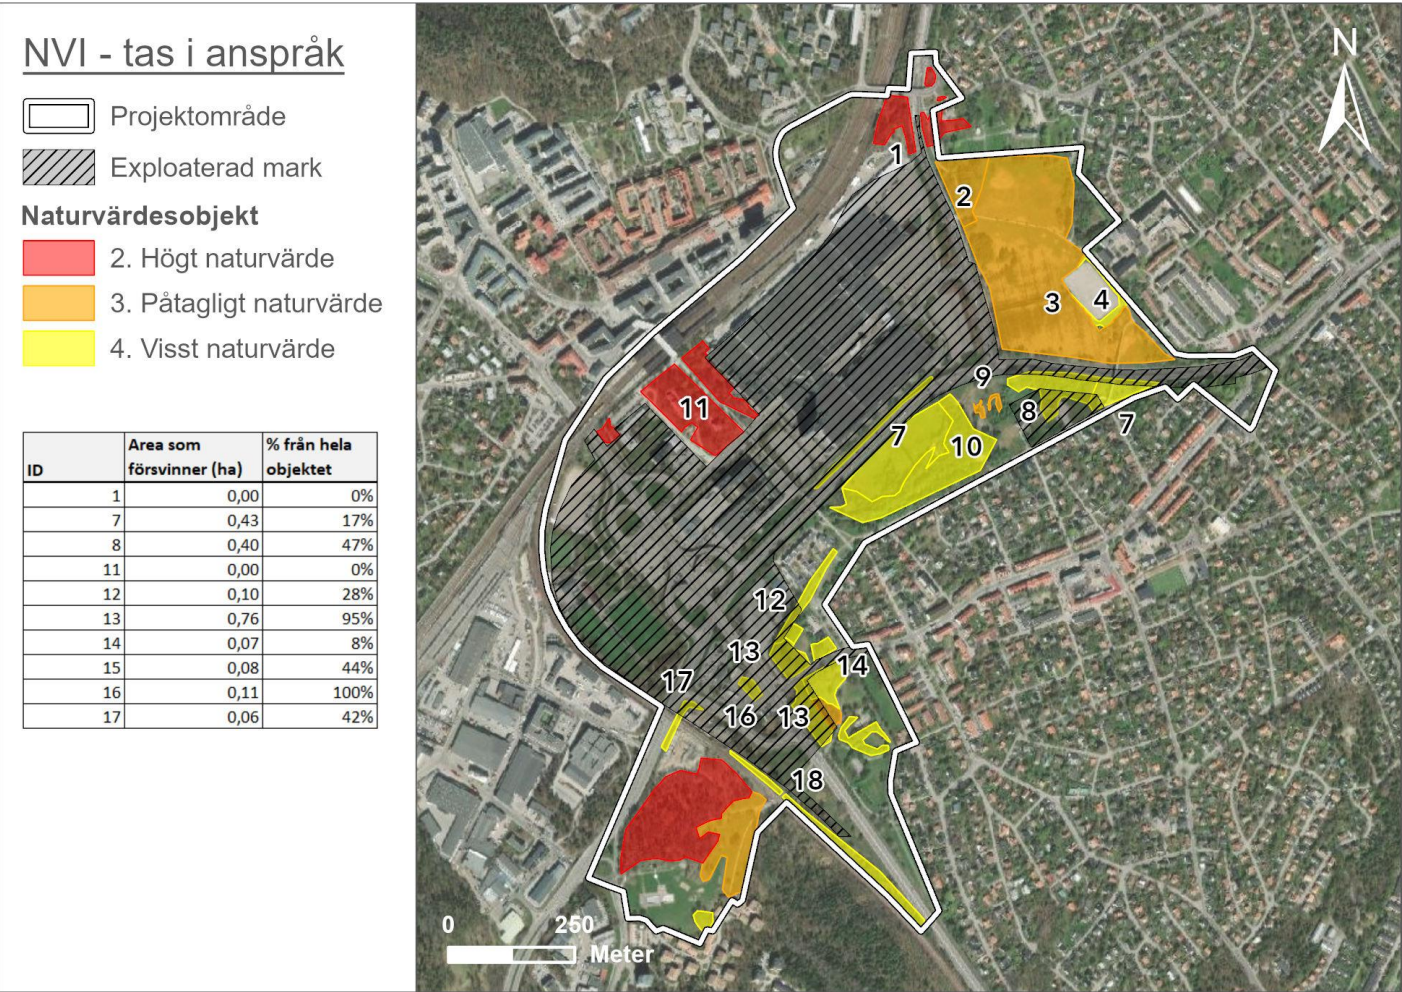 NVI - tas i anspråk
Projektområde
Exploaterad mark
Naturvärdesobjekt
2. Högt naturvärde
3. Påtagligt naturvärde
4. Visst naturvärde
ID Area som försvinner (ha) % från hela objektet
1 0,00 0%
7 0,43 17%
8 0,40 47%
11 0,00 0%
12 0,10 28%
13 0,76 95%
14 0,07 8%
15 0,08 44%
16 0,11 100%
17 0,06 42%
N
1
2
3
4
9
11
8
7
7
10
12
13
14
17
16
13
18
0 250
Meter